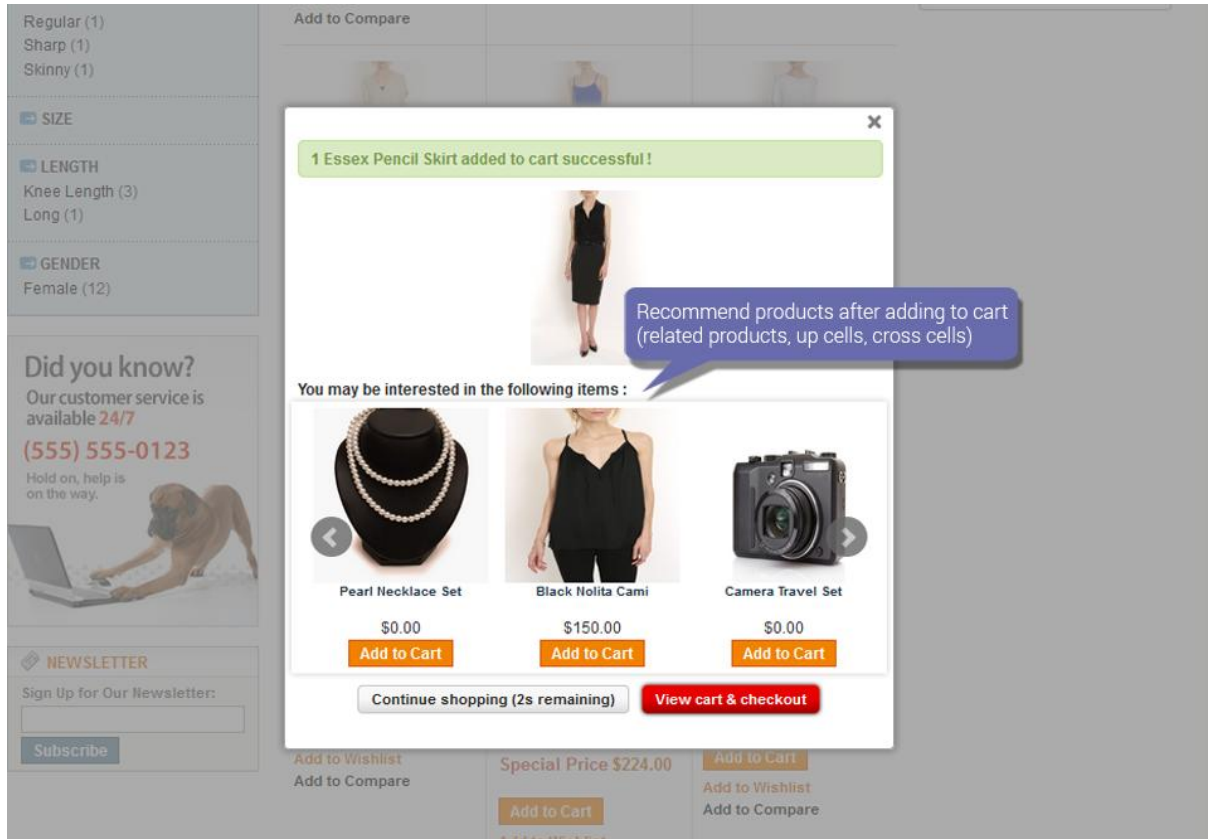 Regular (1)
Sharp (1)
Skinny (1)
SIZE
LENGTH
Knee Length (3)
Long (1)
GENDER
Female (12)
Did you know?
Our customer service is
available 24/7
(555) 555-0123
Hold on, help is
on the way.
NEWSLETTER
Sign Up for Our Newsletter:
Subscribe
Add to Compare
1 Essex Pencil Skirt added to cart successful !
Recommend products after adding to cart
(related products, up cells, cross cells)
You may be interested in the following items :
Pearl Necklace Set
$0.00
Add to Cart
Black Nolita Cami
$150.00
Add to Cart
Camera Travel Set
$0.00
Add to Cart
Continue shopping (2s remaining)
View cart & checkout
Add to Wishlist
Add to Compare
Special Price $224.00
Add to Cart
Add to Cart
Add to Wishlist
Add to Compare